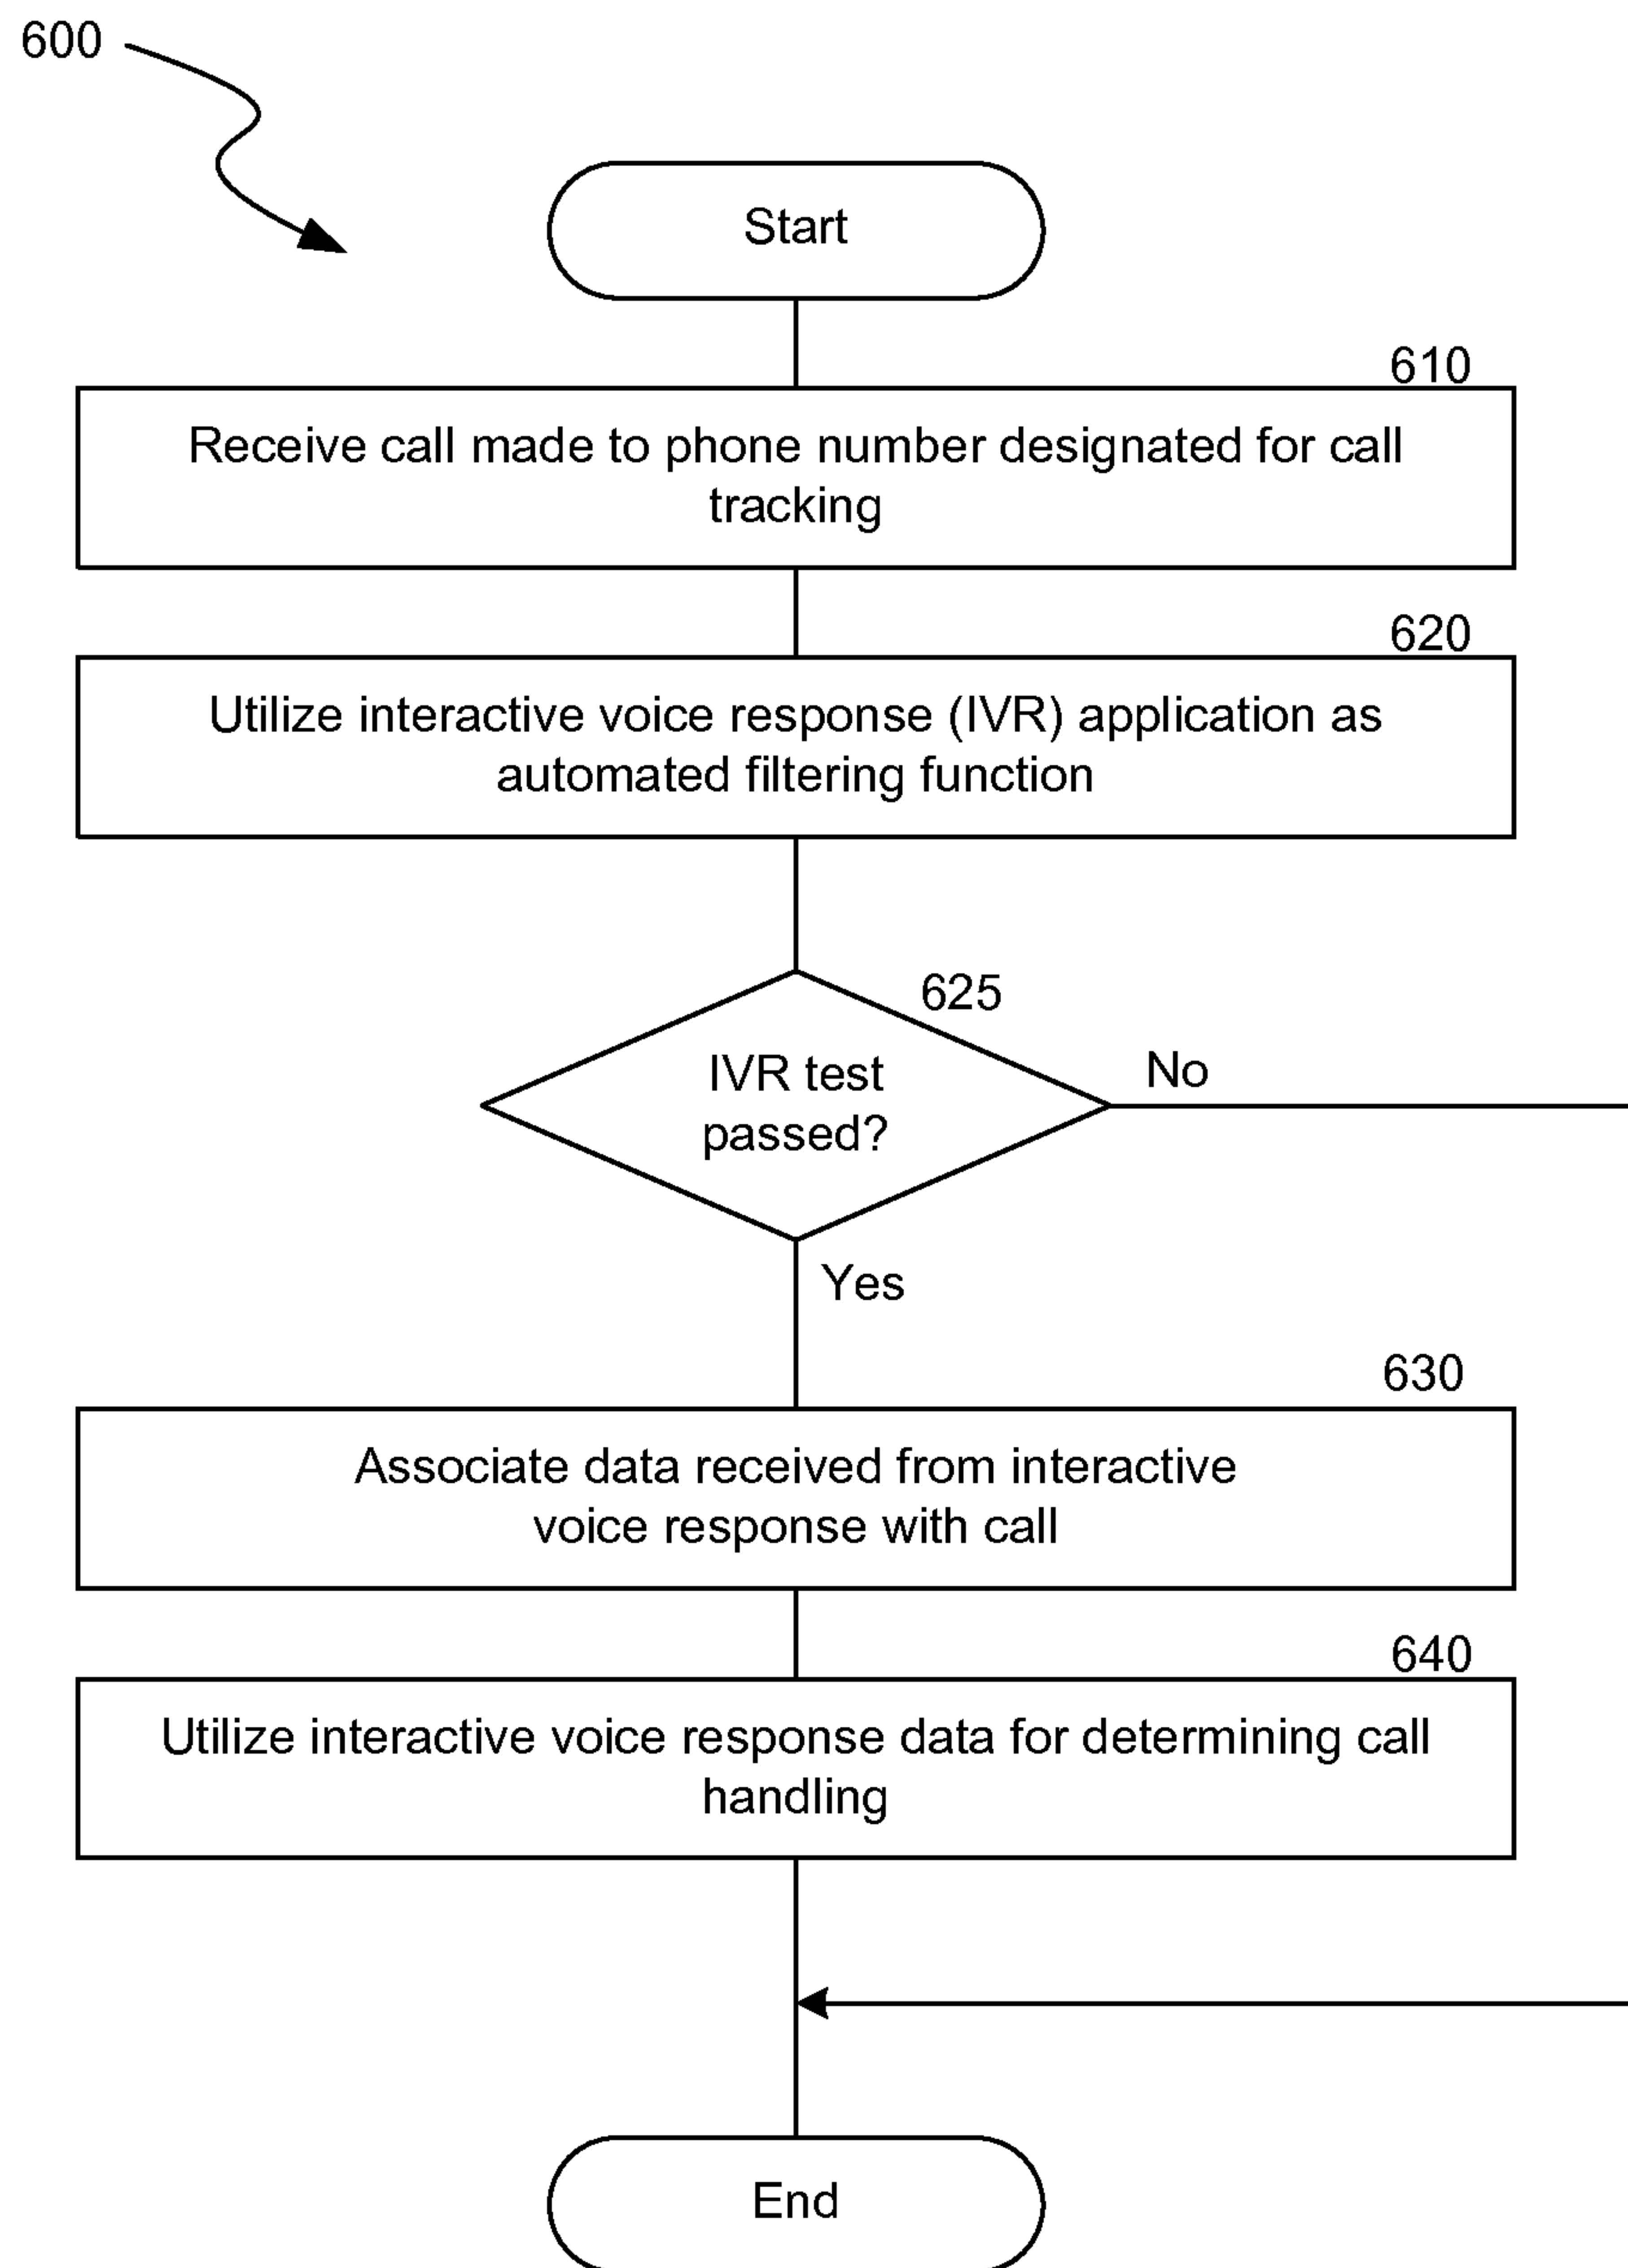 600
Start
610
Receive call made to phone number designated for call
tracking
620
Utilize interactive voice response (IVR) application as
automated filtering function
625
IVR test
passed?
No
Yes
630
Associate data received from interactive
voice response with call
640
Utilize interactive voice response data for determining call
handling
End